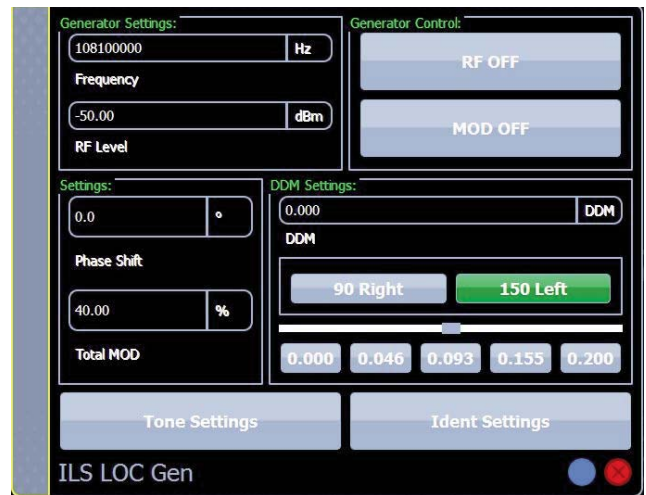 Generator Settings:
108100000 Hz
Frequency
-50.00 dBm
RF Level
Generator Control:
RF OFF
MOD OFF
Settings:
0.0 °
Phase Shift
40.00 %
Total MOD
DDM Settings:
0.000 DDM
DDM
90 Right 150 Left
0.000 0.046 0.093 0.155 0.200
Tone Settings Ident Settings
ILS LOC Gen